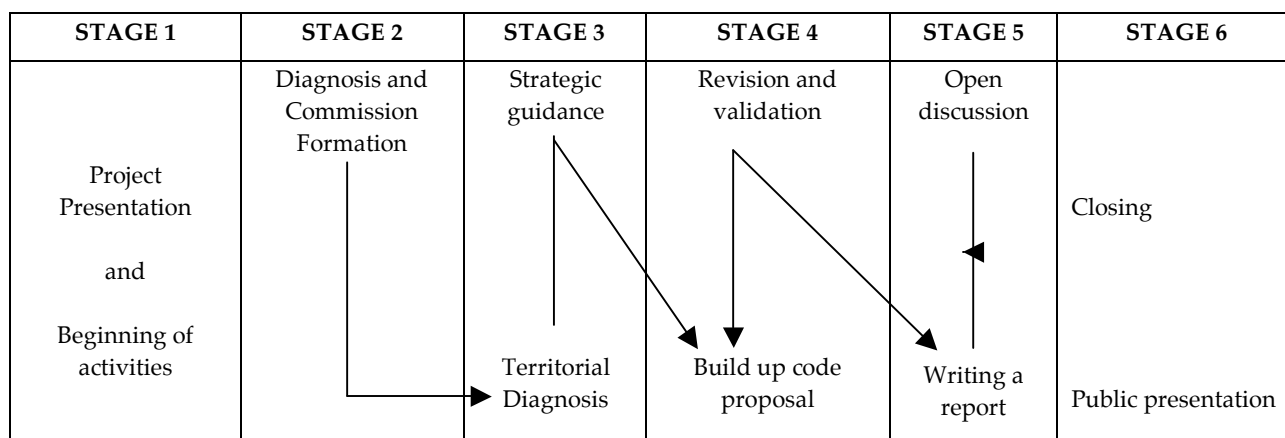 STAGE 1
STAGE 2
STAGE 3
STAGE 4
STAGE 5
STAGE 6
Project
Presentation
and
Beginning of
activities
Diagnosis and
Commission
Formation
Strategic
guidance
Territorial
Diagnosis
Revision and
validation
Build up code
proposal
Open
discussion
Writing a
report
Closing
Public presentation